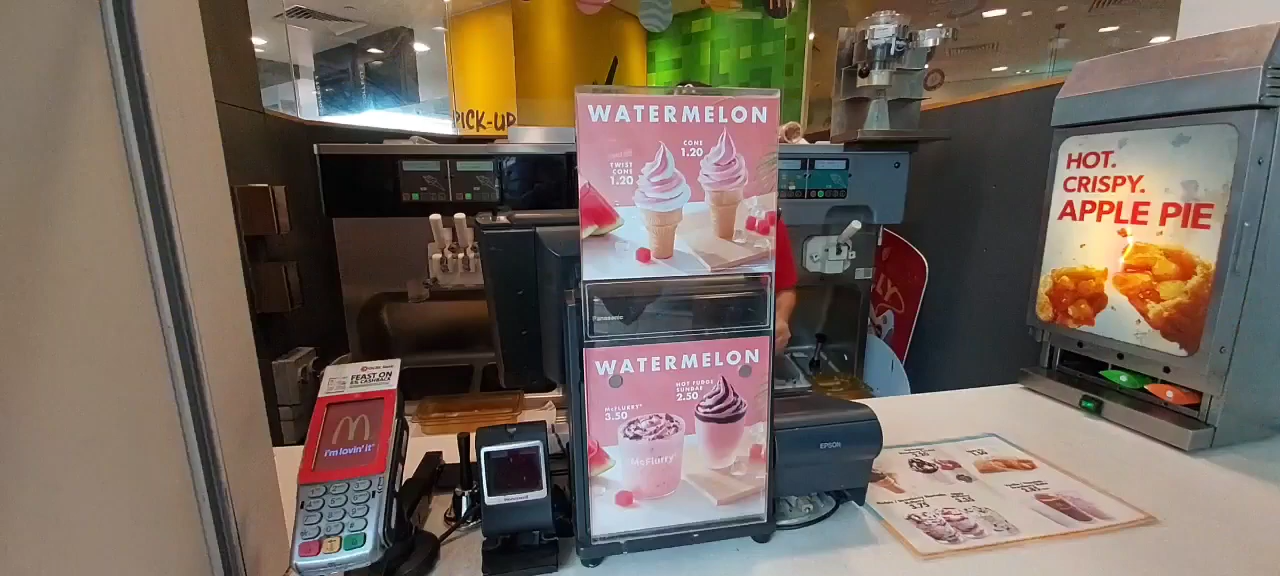 PICK-UP
WATERMELON
CONE
1.20
TWIST
CONE
1.20
Panasonic
WATERMELON
HOT FUDGE
SUNDAE
2.50
McFLURRY
3.50
McFlurry
HOT.
CRISPY.
APPLE PIE
FEAST ON
CASHBACK
i'm lovin' it
Honeywell
EPSON